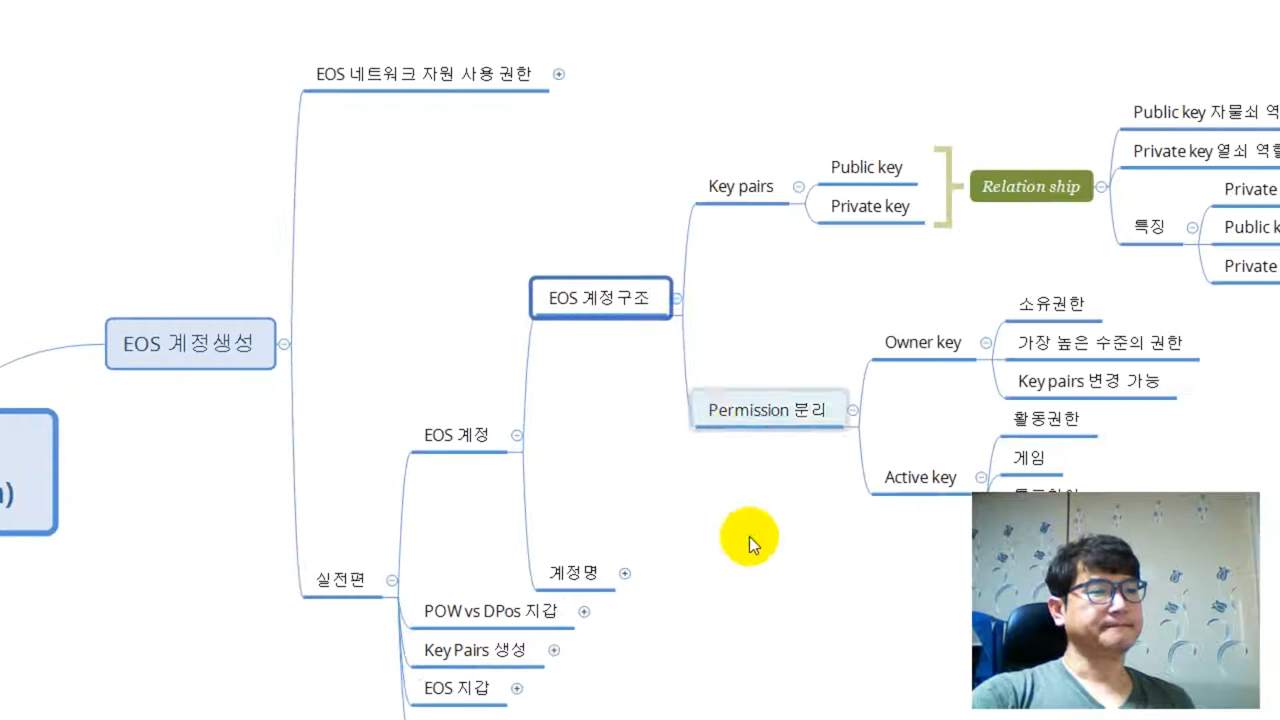 EOS 네트워크 자원 사용 권한
Public key 자물쇠
Public key
Private key 열쇠
Key pairs
Relation ship
Private
Private key
특징
Public
Private
EOS 계정구조
소유권한
EOS 계정생성
Owner key
가장 높은 수준의 권한
Key pairs 변경 가능
Permission 분리
활동권한
EOS 계정
게임
Active key
)
계정명
실전편
POW vs DPos 지갑
Key Pairs 생성
EOS 지갑